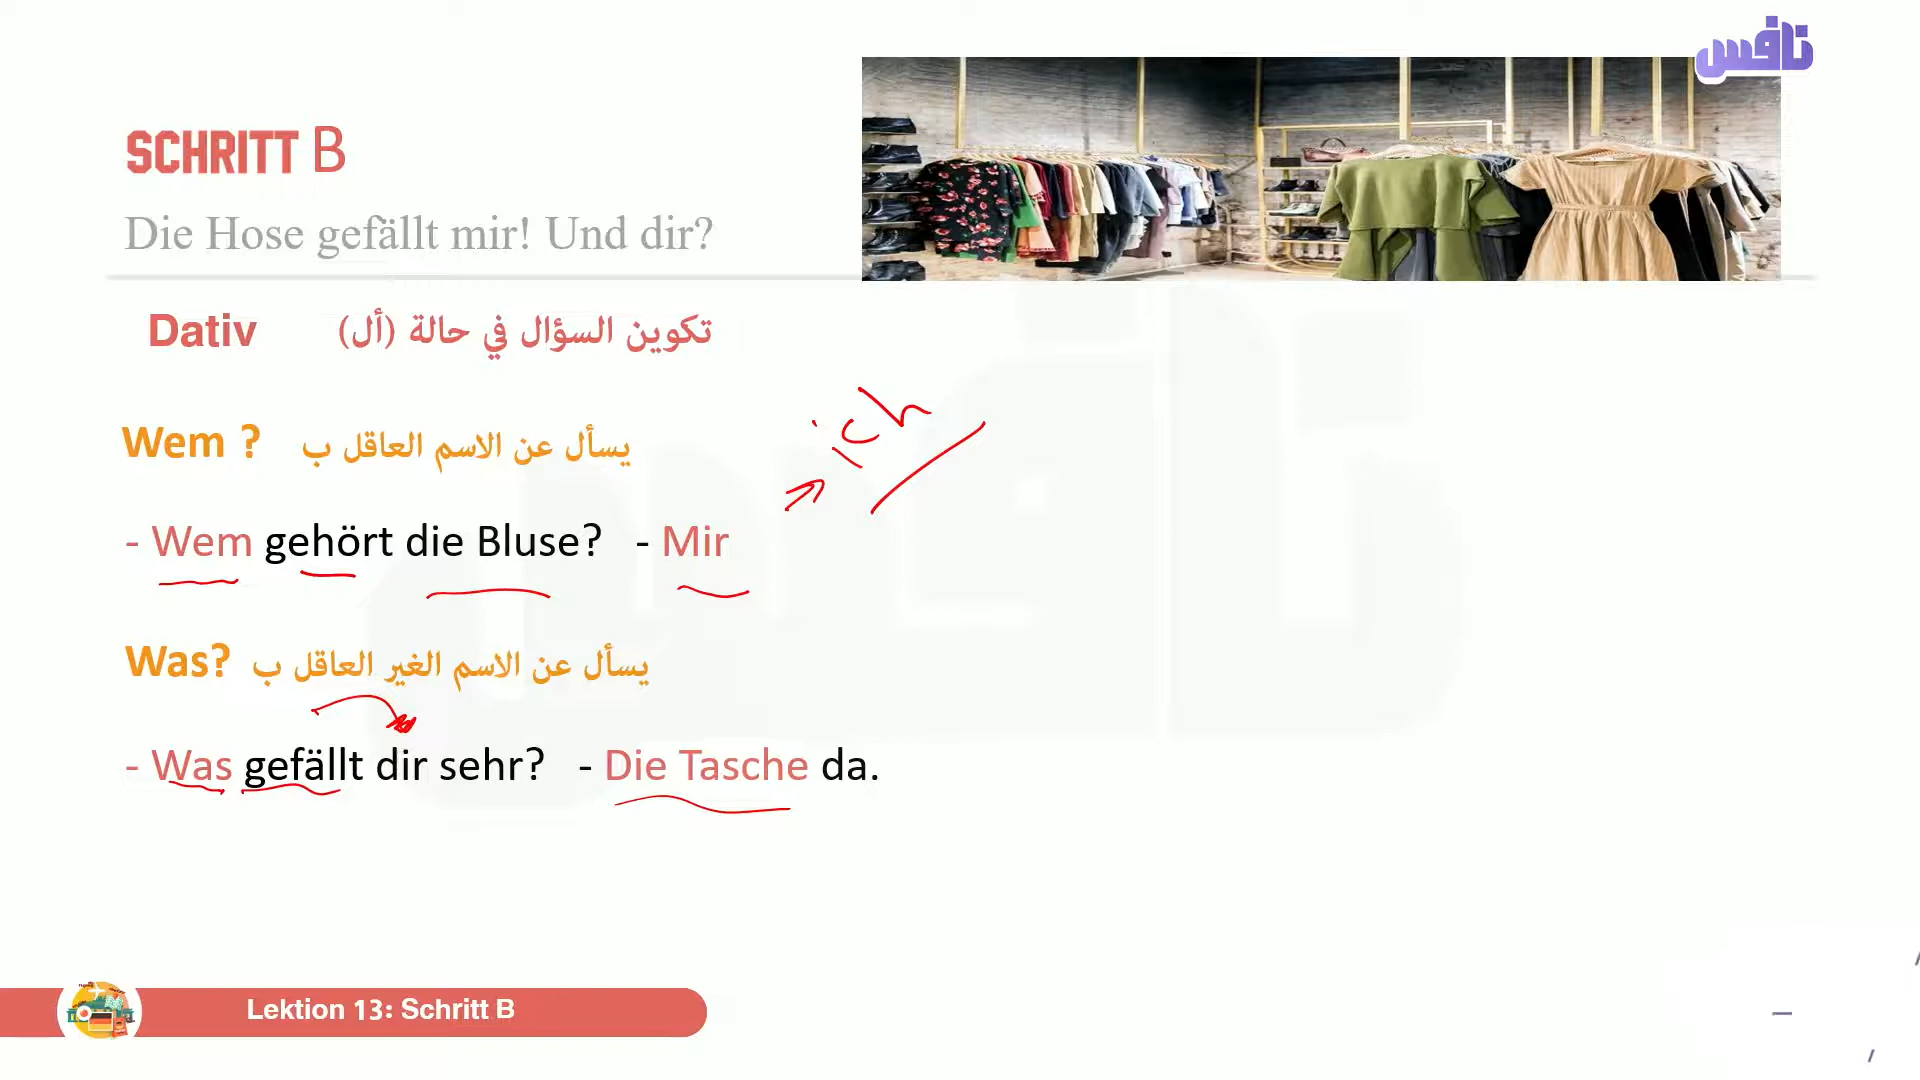 نافس
SCHRITT B
Die Hose gefällt mir! Und dir?
Dativ تكوين السؤال في حالة (أل)
Wem ? يسأل عن الاسم العاقل ب
ich
- Wem gehört die Bluse? - Mir
Was? يسأل عن الاسم الغير العاقل ب
- Was gefällt dir sehr? - Die Tasche da.
Lektion 13: Schritt B